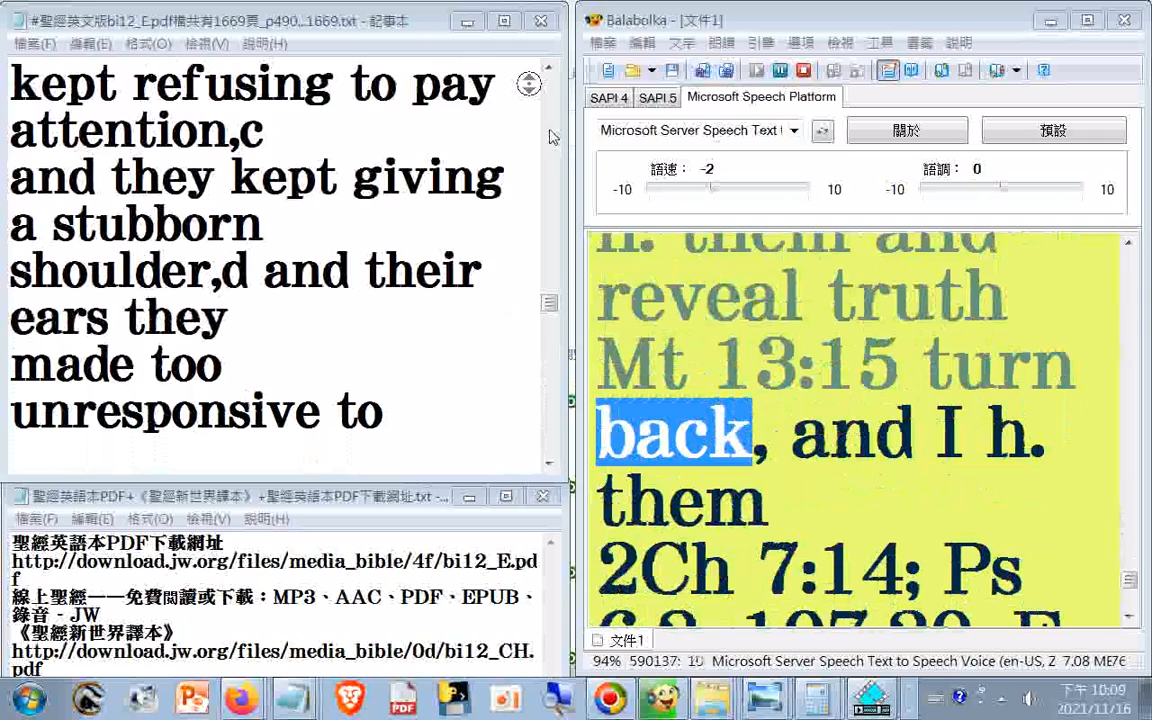 #聖經英文版bi12_E.pdf檔共有1669頁_p490...1669.txt - 記事本
檔案(F) 編輯(E) 格式(O) 檢視(V) 說明(H)
kept refusing to pay
attention,c
and they kept giving
a stubborn
shoulder,d and their
ears they
made too
unresponsive to
聖經英語本PDF+《聖經新世界譯本》+聖經英語本PDF下載網址.txt -...
檔案(F) 編輯(E) 格式(O) 檢視(V) 說明(H)
聖經英語本PDF下載網址
http://download.jw.org/files/media_bible/4f/bi12_E.pd
f
線上聖經——免費閱讀或下載：MP3、AAC、PDF、EPUB、
錄音 - JW
《聖經新世界譯本》
http://download.jw.org/files/media_bible/0d/bi12_CH.
pdf
Balabolka - [文件1]
檔案 編輯 文字 朗讀 引擎 選項 檢視 工具 書籤 說明
SAPI 4 SAPI 5 Microsoft Speech Platform
Microsoft Server Speech Text 關於 預設
語速： -2 語調： 0
-10 10 -10 10
h. them and
reveal truth
Mt 13:15 turn
back, and I h.
them
2Ch 7:14; Ps
文件1
94% 590137: 10 Microsoft Server Speech Text to Speech Voice (en-US, Z 7.08 ME76
下午 10:09
2021/11/16